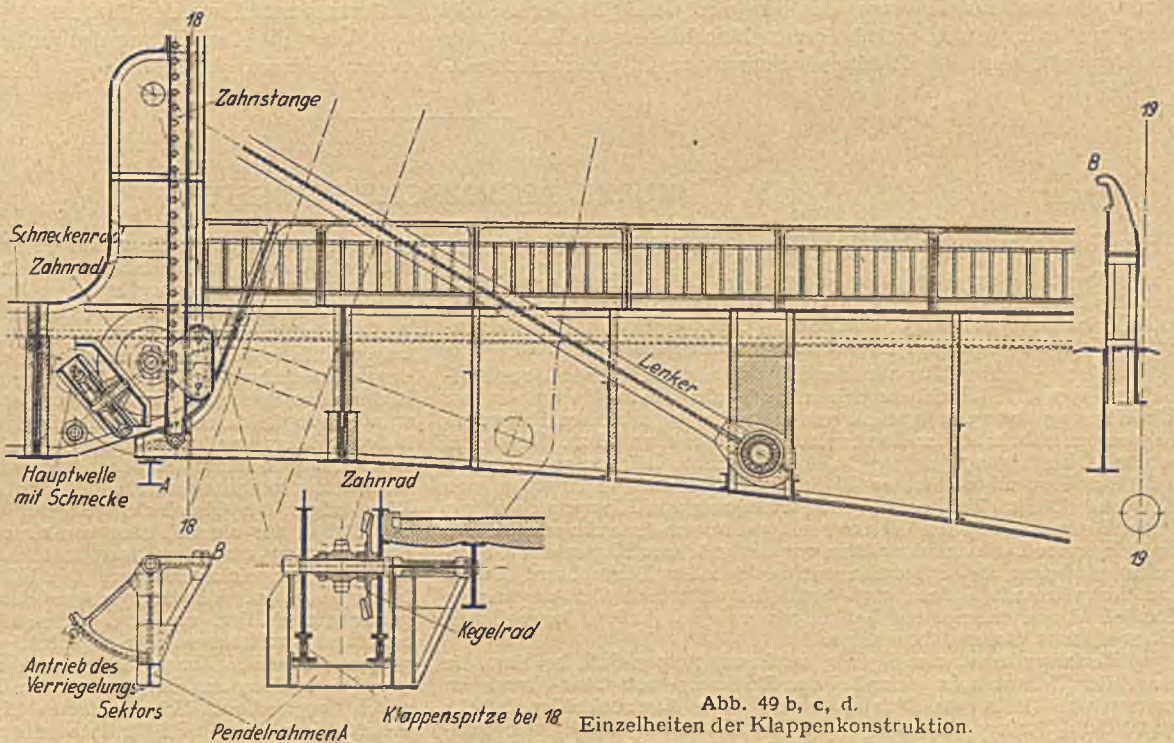 18
Zahnstange
19
B
Schneckenrad
Zahnrad
Lenker
Hauptwelle
mit Schnecke
A
Zahnrad
18
19
B
Kegelrad
Antrieb des
Verriegelungs-
Sektors
Pendelrahmen A
Klappenspitze bei 18
Abb. 49 b, c, d.
Einzelheiten der Klappenkonstruktion.